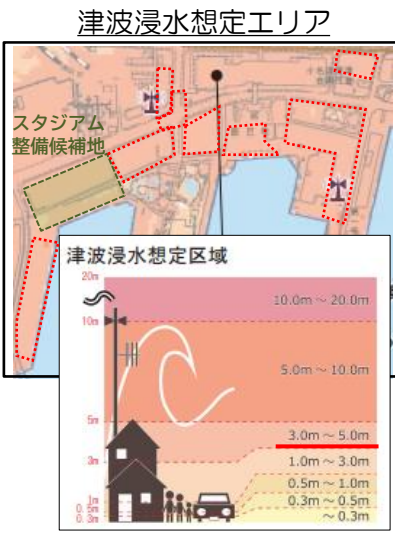 津波浸水想定エリア
スタジアム
整備候補地
津波浸水想定区域
20m
10.0m ～ 20.0m
10m
5.0m ～ 10.0m
5m
3.0m ～ 5.0m
3m
1.0m ～ 3.0m
0.5m ～ 1.0m
1m
0.3m ～ 0.5m
0.5m
～ 0.3m
0.3m